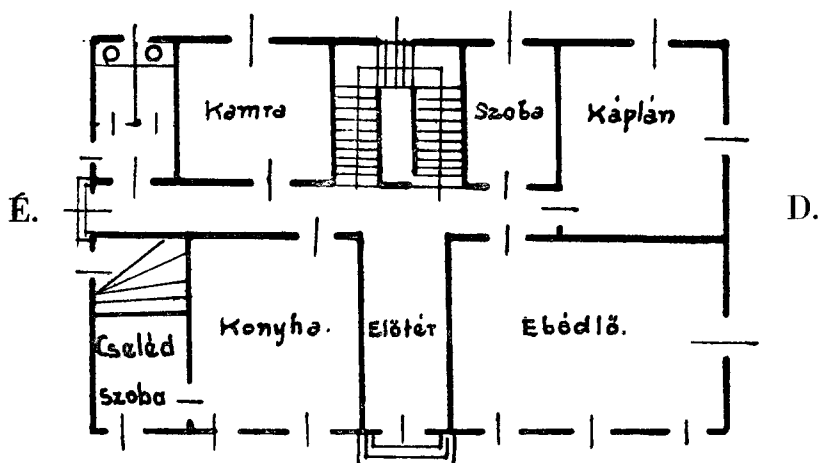 Kamra
Szoba
Káplán
É.
D.
Konyha.
Előtér
Ebédlő.
Cseléd
szoba